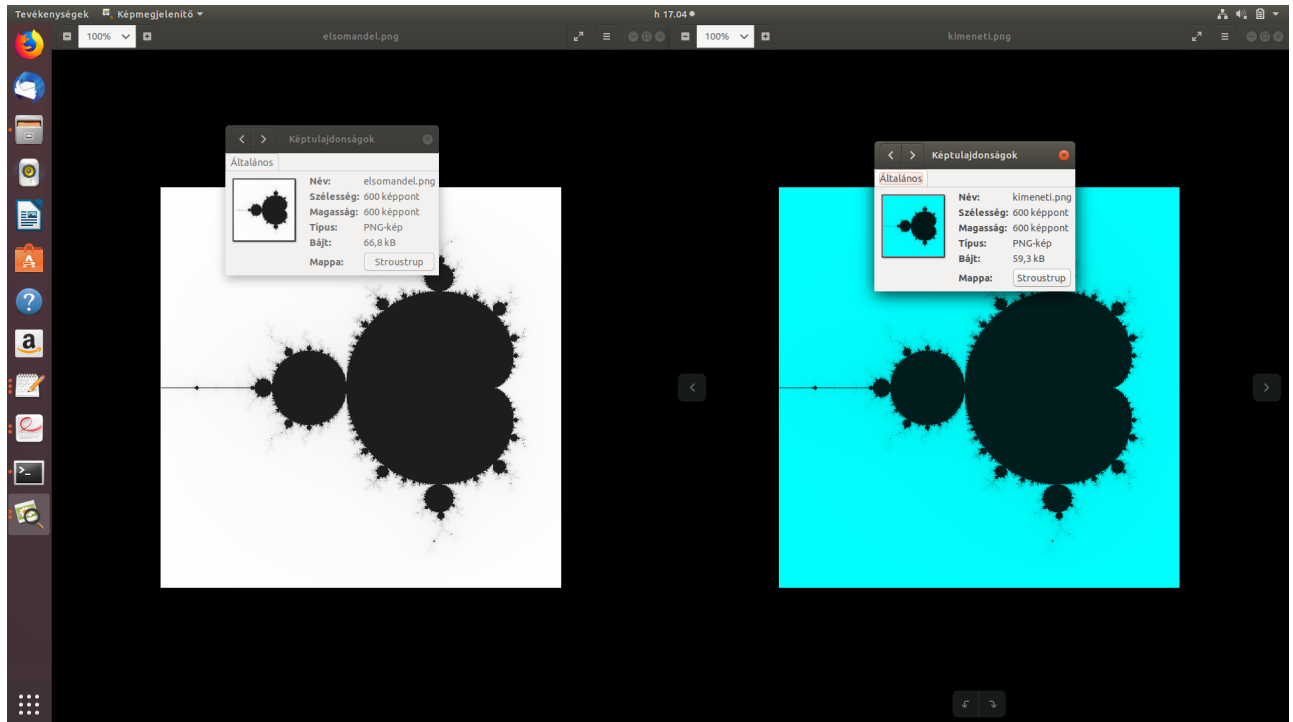 Tevékenységek Képmegjelenítő h 17.04
100% elsomandel.png
100% kimeneti.png
Képtulajdonságok
Általános
Név: elsomandel.png
Szélesség: 600 képpont
Magasság: 600 képpont
Típus: PNG-kép
Bájt: 66,8 kB
Mappa: Stroustrup
Képtulajdonságok
Általános
Név: kimeneti.png
Szélesség: 600 képpont
Magasság: 600 képpont
Típus: PNG-kép
Bájt: 59,3 kB
Mappa: Stroustrup